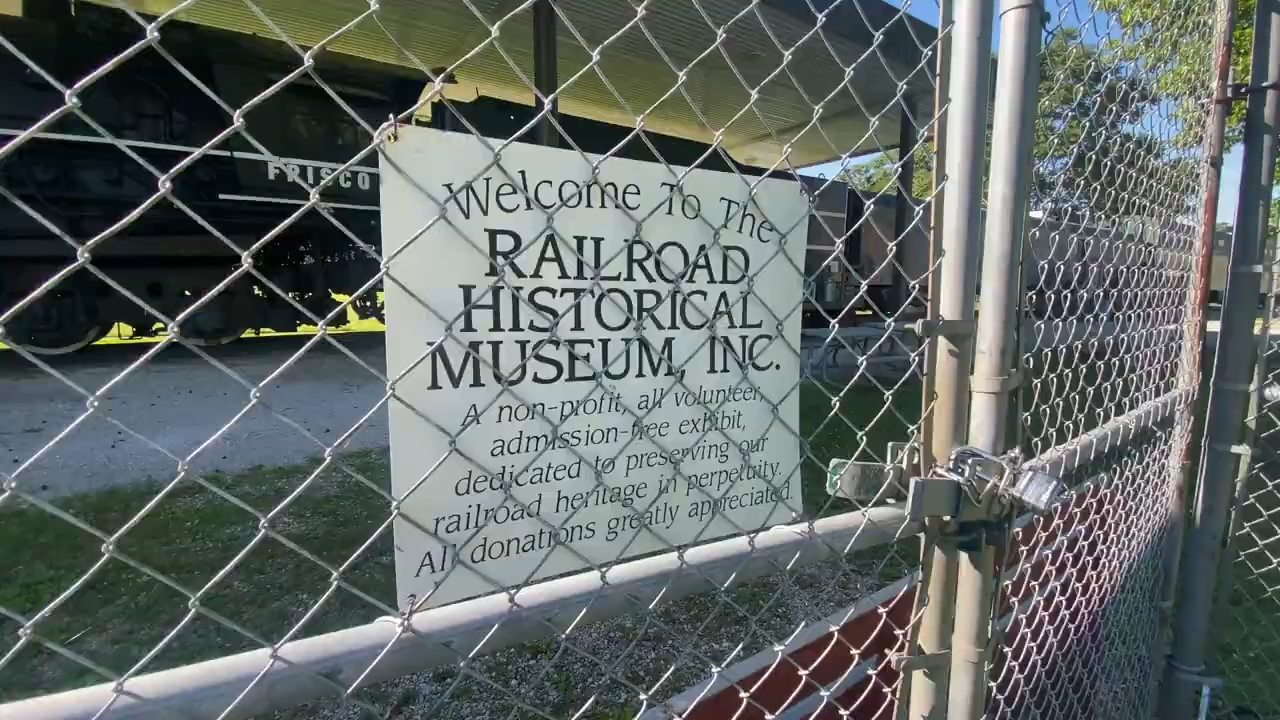 FRISCO
Welcome To The
RAILROAD
HISTORICAL
MUSEUM, INC.
A non-profit, all volunteer,
admission-free exhibit,
dedicated to preserving our
railroad heritage in perpetuity.
All donations greatly appreciated.